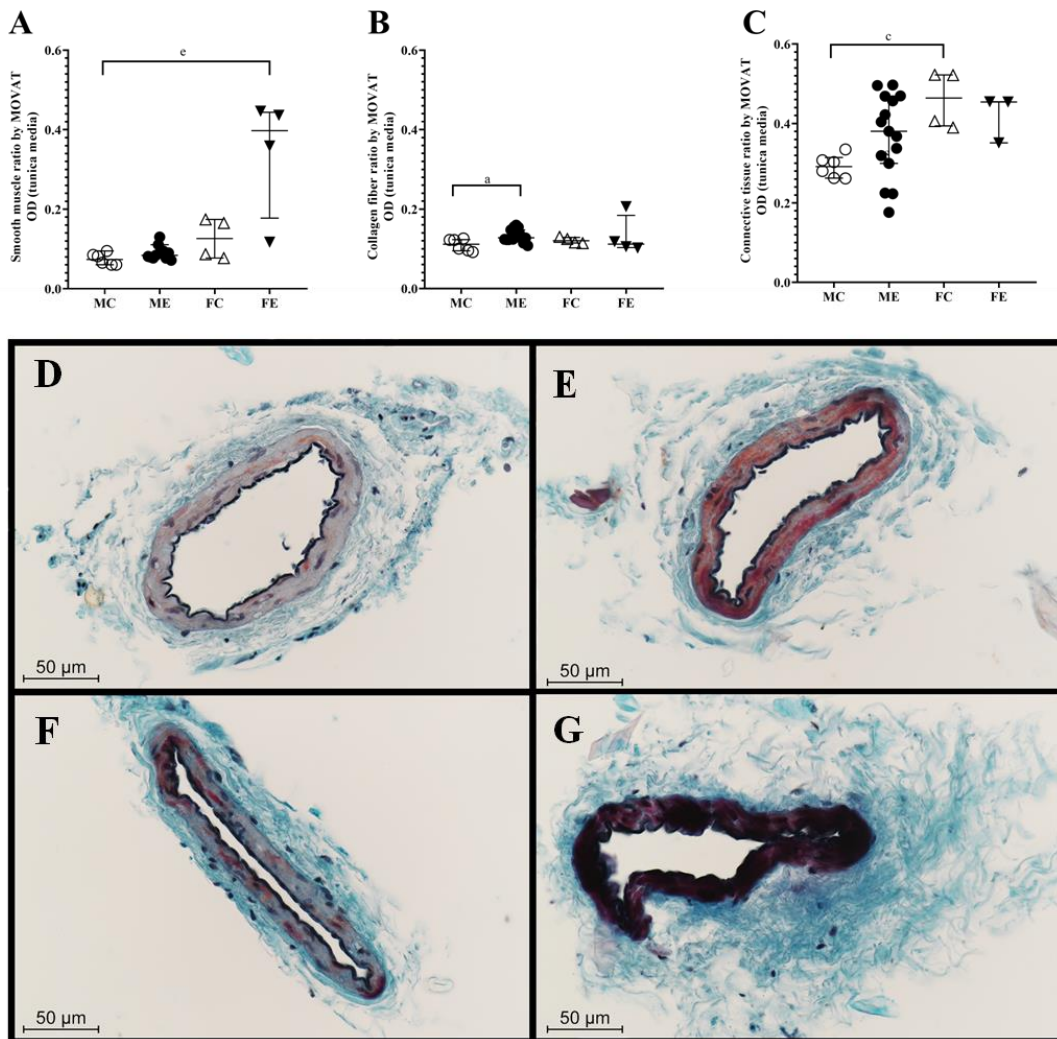 A
Smooth muscle ratio by MOVAT
OD (tunica media)
0.6
0.4
0.2
0.0
e
MC ME FC FE
B
Collagen fiber ratio by MOVAT
OD (tunica media)
0.6
0.4
0.2
0.0
a
MC ME FC FE
C
Connective tissue ratio by MOVAT
OD (tunica media)
0.6
0.4
0.2
0.0
c
MC ME FC FE
D
50 µm
E
50 µm
F
50 µm
G
50 µm